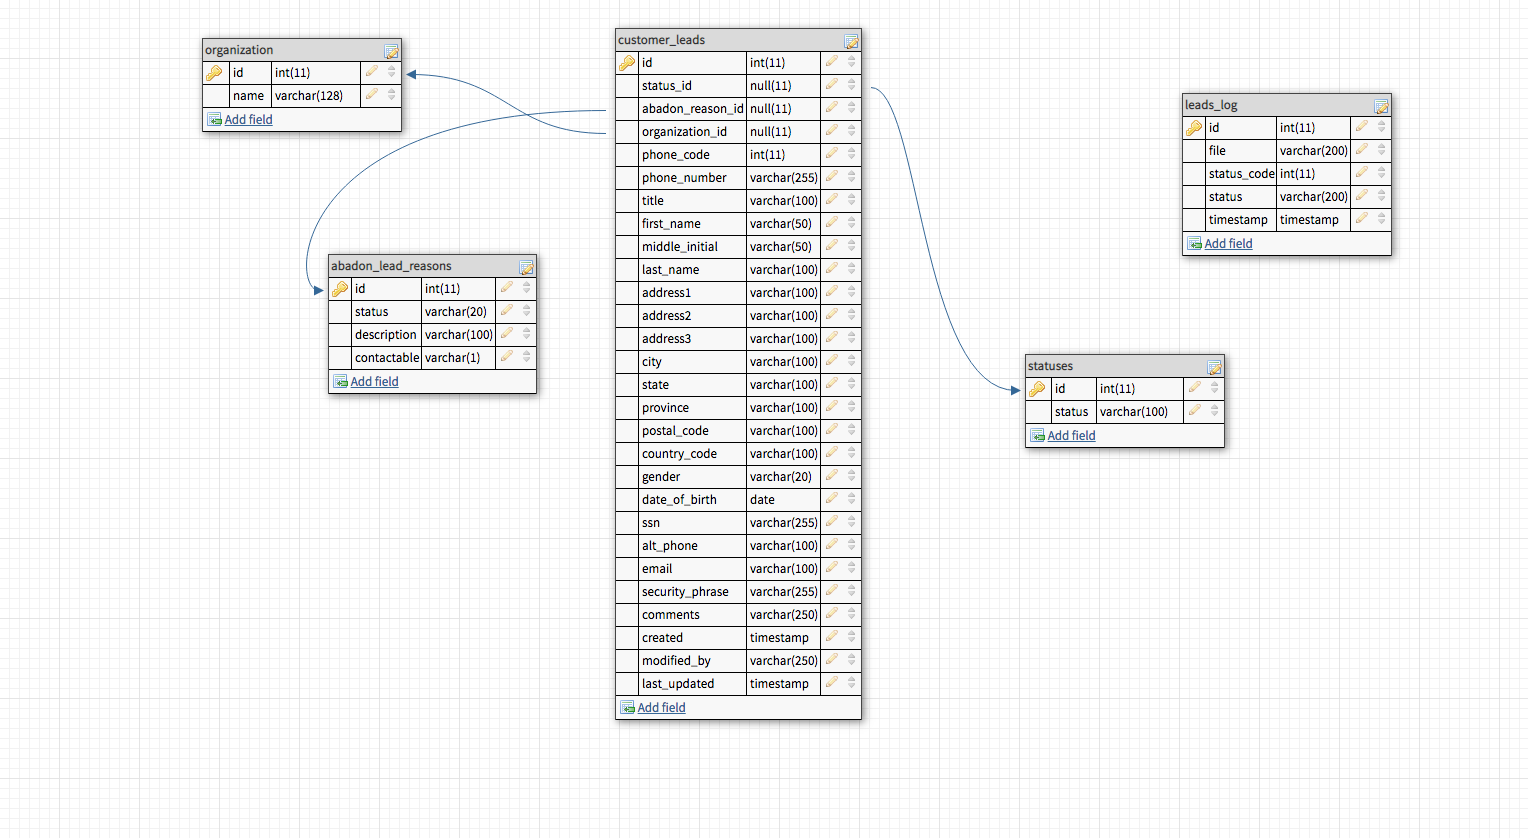 organization
id int(11)
name varchar(128)
Add field
abadon_lead_reasons
id int(11)
status varchar(20)
description varchar(100)
contactable varchar(1)
Add field
customer_leads
id int(11)
status_id null(11)
abadon_reason_id null(11)
organization_id null(11)
phone_code int(11)
phone_number varchar(255)
title varchar(100)
first_name varchar(50)
middle_initial varchar(50)
last_name varchar(100)
address1 varchar(100)
address2 varchar(100)
address3 varchar(100)
city varchar(100)
state varchar(100)
province varchar(100)
postal_code varchar(100)
country_code varchar(100)
gender varchar(20)
date_of_birth date
ssn varchar(255)
alt_phone varchar(100)
email varchar(100)
security_phrase varchar(255)
comments varchar(250)
created timestamp
modified_by varchar(250)
last_updated timestamp
Add field
leads_log
id int(11)
file varchar(200)
status_code int(11)
status varchar(200)
timestamp timestamp
Add field
statuses
id int(11)
status varchar(100)
Add field